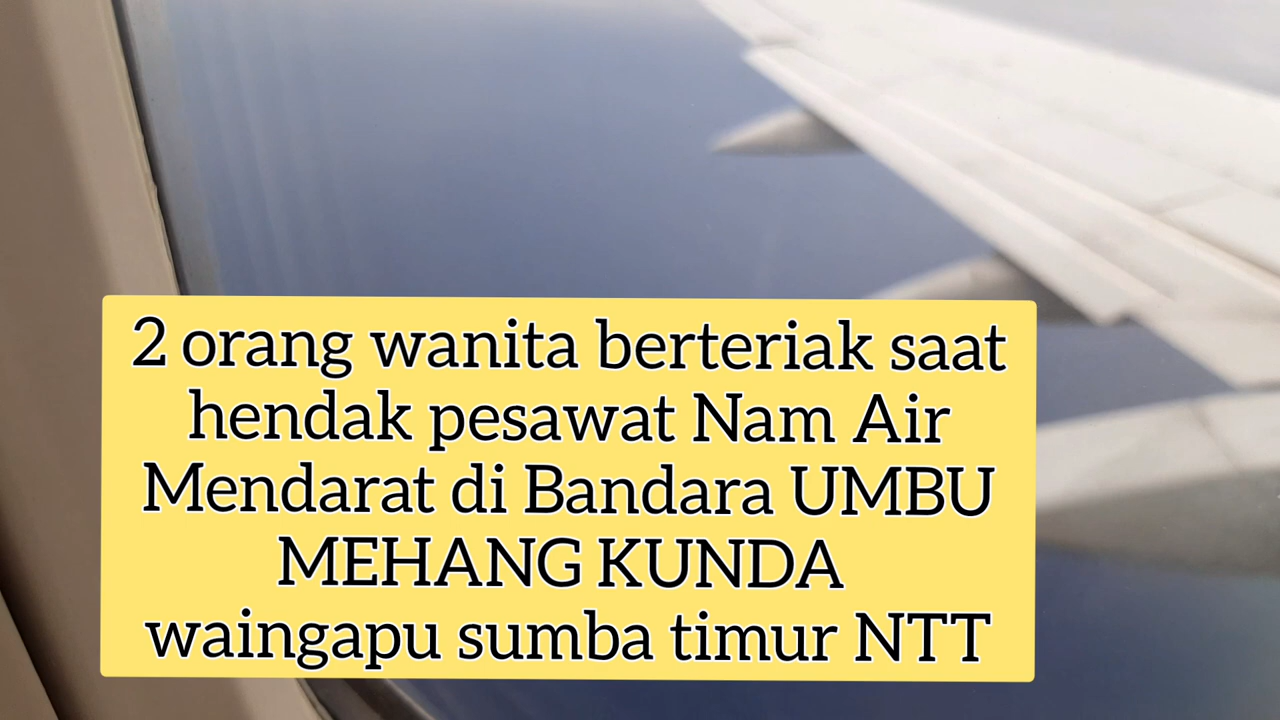 2 orang wanita berteriak saat
hendak pesawat Nam Air
Mendarat di Bandara UMBU
MEHANG KUNDA
waingapu sumba timur NTT